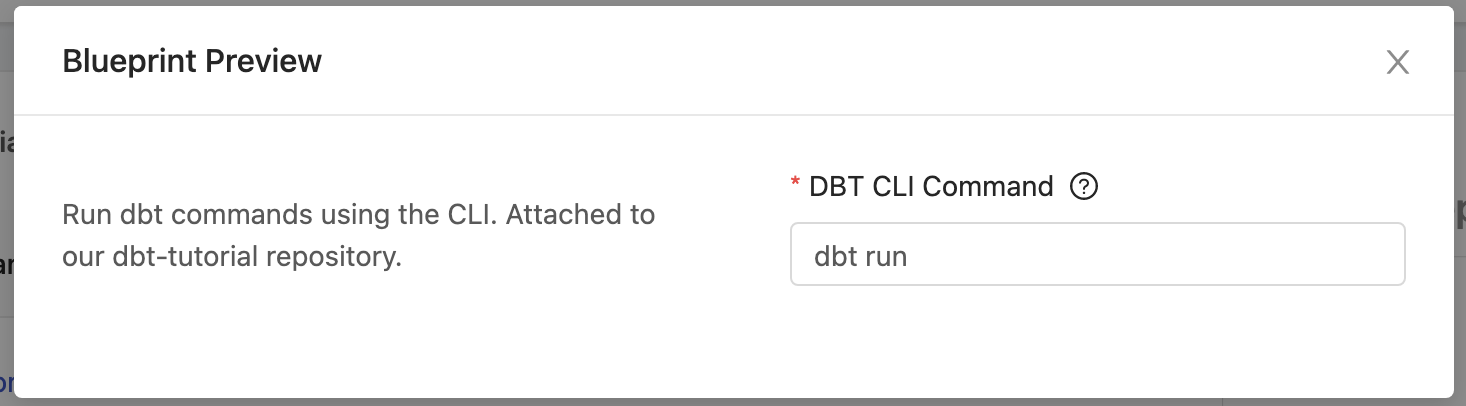 Blueprint Preview
* DBT CLI Command
Run dbt commands using the CLI. Attached to
our dbt-tutorial repository.
dbt run